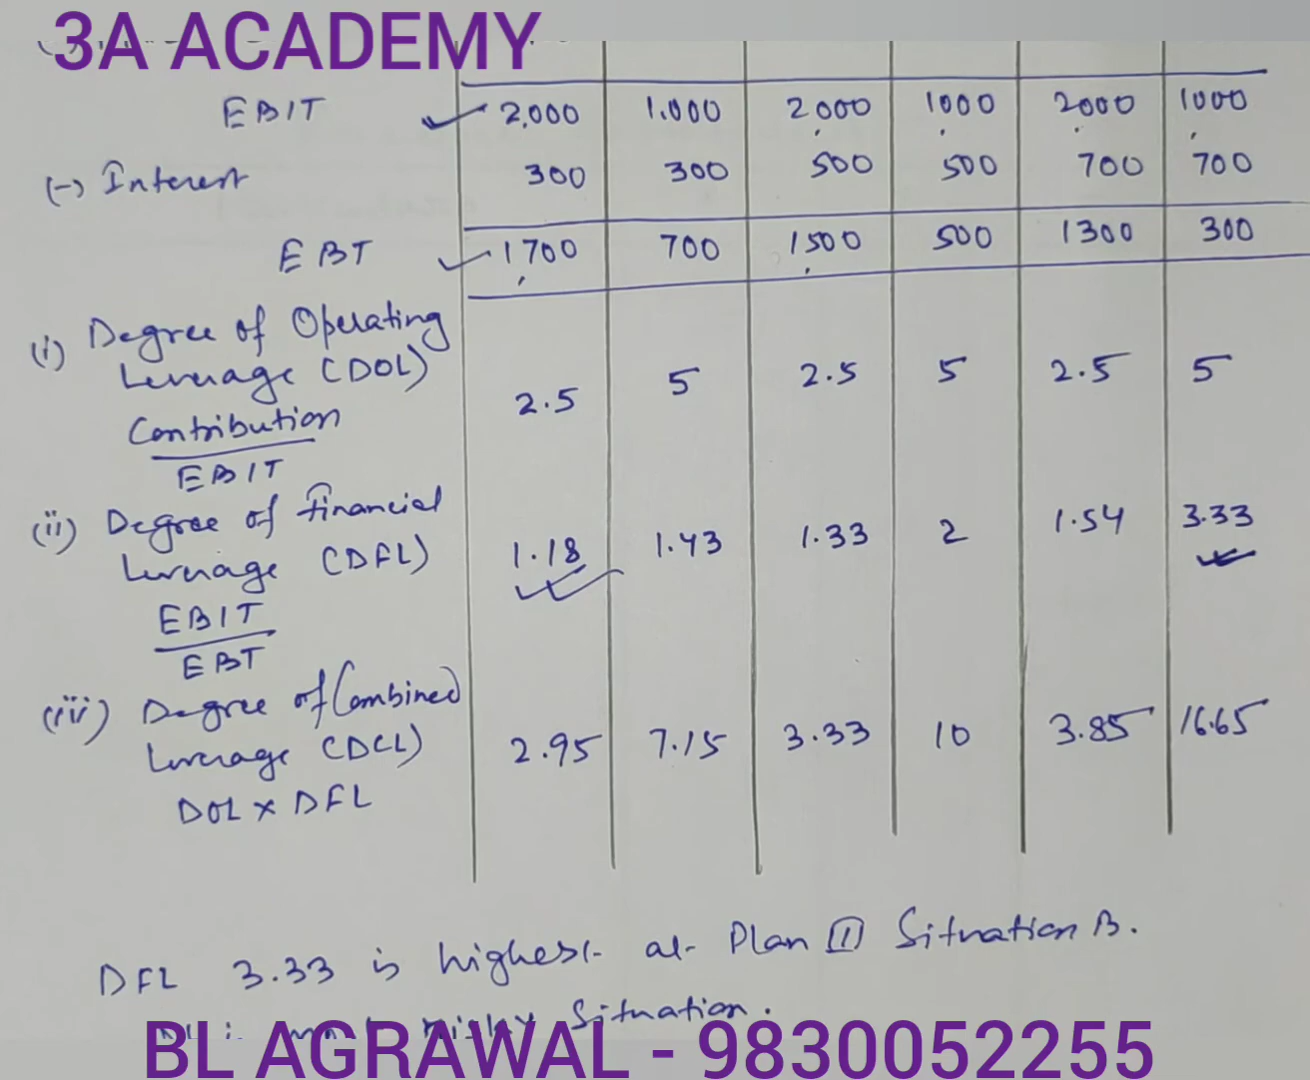 3A ACADEMY
EBIT 2,000 1,000 2,000 1000 2000 1000
(-) Interest 300 300 500 500 700 700
EBT 1700 700 1500 500 1300 300
(i) Degree of Operating
Leverage (DOL) 2.5 5 2.5 5 2.5 5
Contribution
EBIT
(ii) Degree of Financial
Leverage (DFL) 1.18 1.43 1.33 2 1.54 3.33
EBIT
EBT
(iii) Degree of Combined
Leverage (DCL) 2.95 7.15 3.33 10 3.85 16.65
DOL x DFL
DFL 3.33 is highest at Plan Situation B.
risky Situation.
BL AGRAWAL - 9830052255